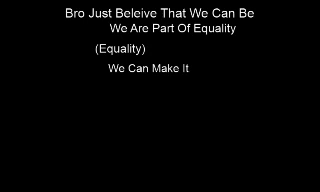 Bro Just Beleive That We Can Be
We Are Part Of Equality
(Equality)
We Can Make It